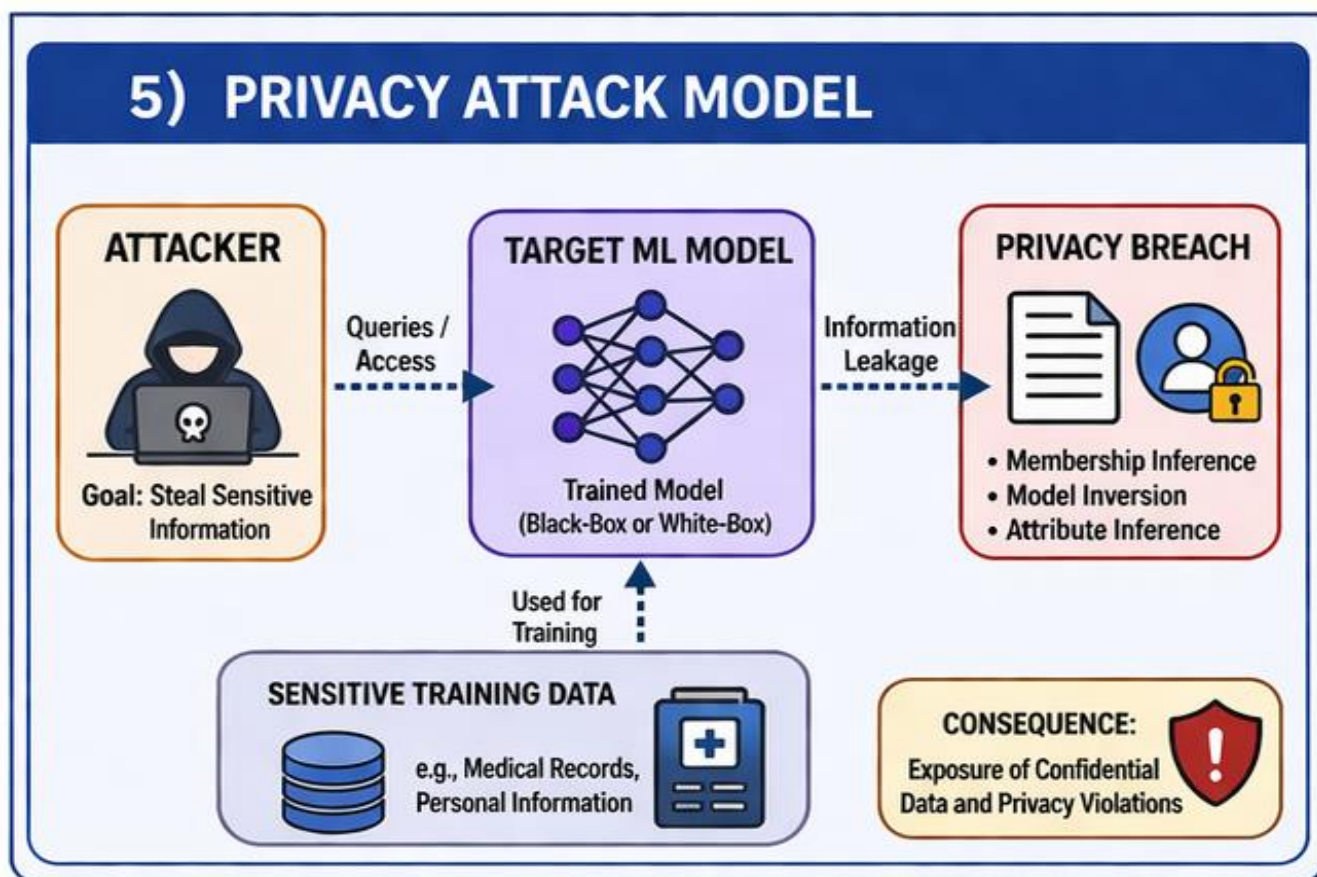 5) PRIVACY ATTACK MODEL
ATTACKER
Goal: Steal Sensitive
Information
Queries /
Access
TARGET ML MODEL
Trained Model
(Black-Box or White-Box)
Information
Leakage
PRIVACY BREACH
• Membership Inference
• Model Inversion
• Attribute Inference
Used for
Training
SENSITIVE TRAINING DATA
e.g., Medical Records,
Personal Information
CONSEQUENCE:
Exposure of Confidential
Data and Privacy Violations